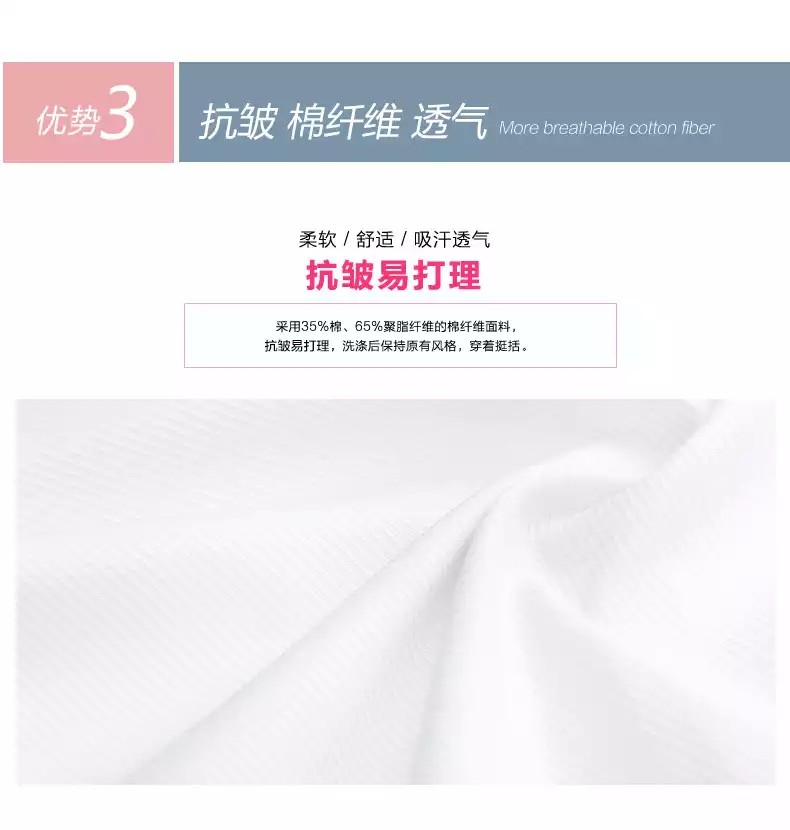 优势3
抗皱 棉纤维 透气 More breathable cotton fiber
柔软 / 舒适 / 吸汗透气
抗皱易打理
采用35%棉、65%聚脂纤维的棉纤维面料，
抗皱易打理，洗涤后保持原有风格，穿着挺括。